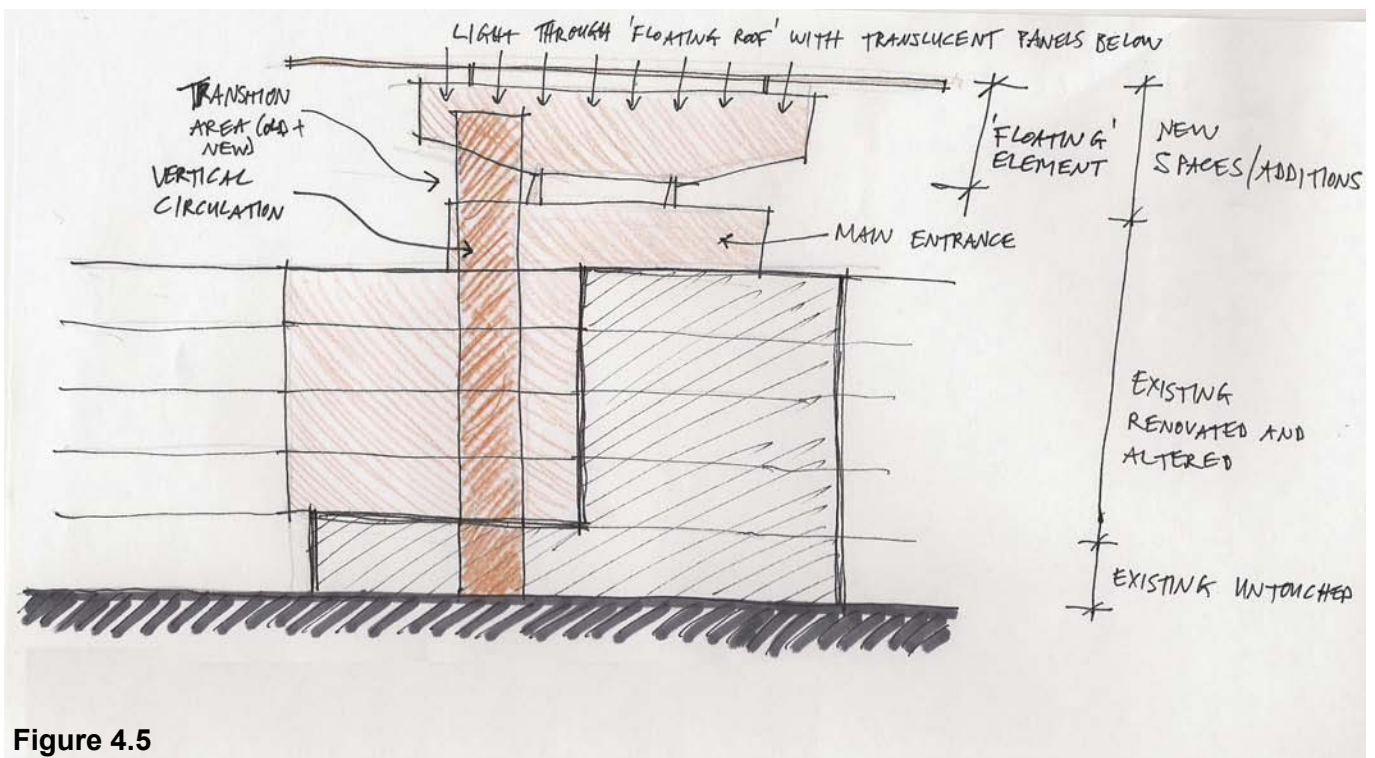 LIGHT THROUGH 'FLOATING ROOF' WITH TRANSLUCENT PANELS BELOW
TRANSITION
AREA (OLD +
NEW)
VERTICAL
CIRCULATION
'FLOATING'
ELEMENT
NEW
SPACES/ADDITIONS
MAIN ENTRANCE
EXISTING
RENOVATED AND
ALTERED
EXISTING UNTOUCHED
Figure 4.5